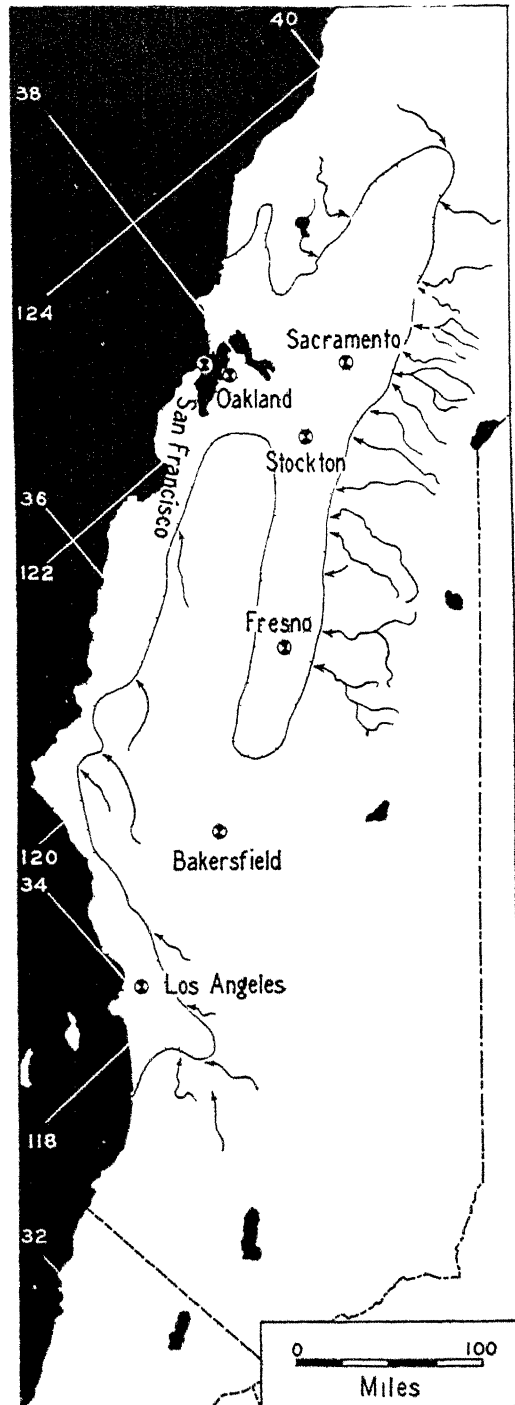 40
38
124
Sacramento
Oakland
San Francisco
Stockton
36
122
Fresno
120
Bakersfield
34
Los Angeles
118
32
0 100
Miles